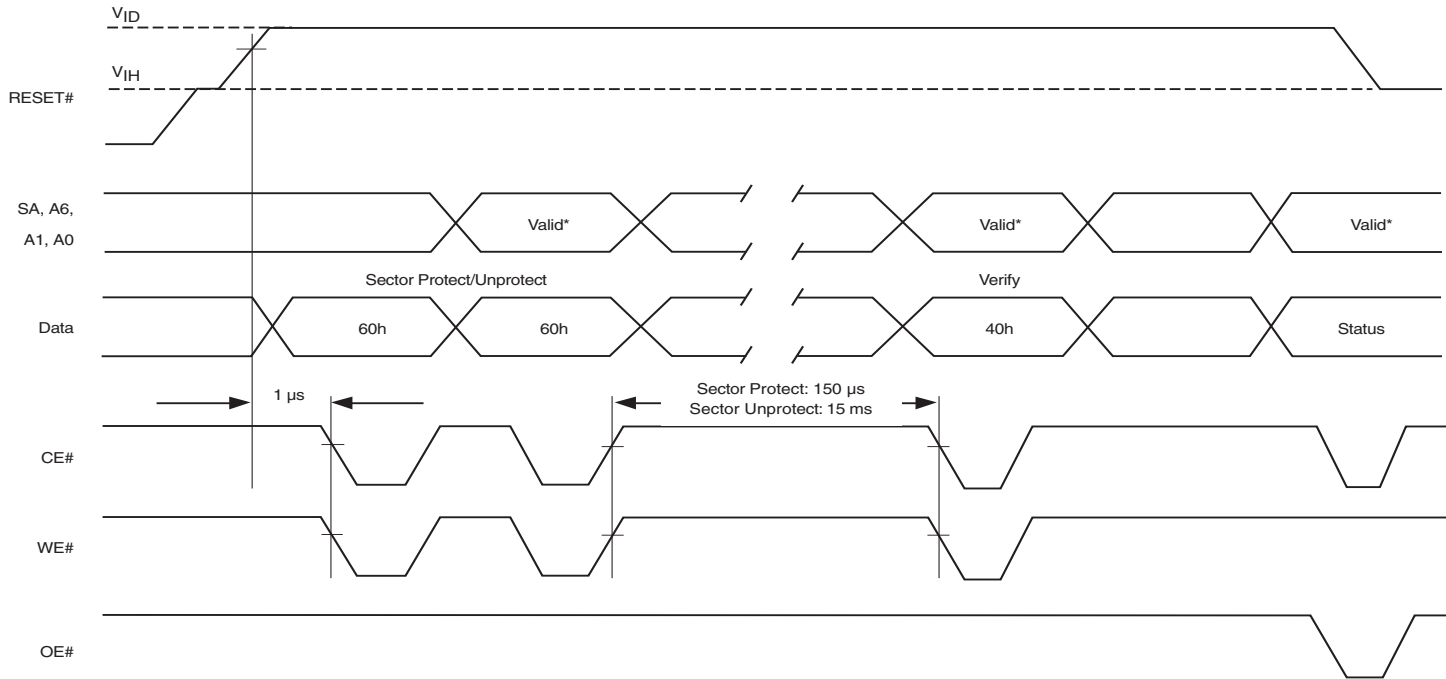 VID
VIH
RESET#
SA, A6,
A1, A0
Valid*
Valid*
Valid*
Sector Protect/Unprotect
Verify
Data
60h
60h
40h
Status
1 µs
Sector Protect: 150 µs
Sector Unprotect: 15 ms
CE#
WE#
OE#